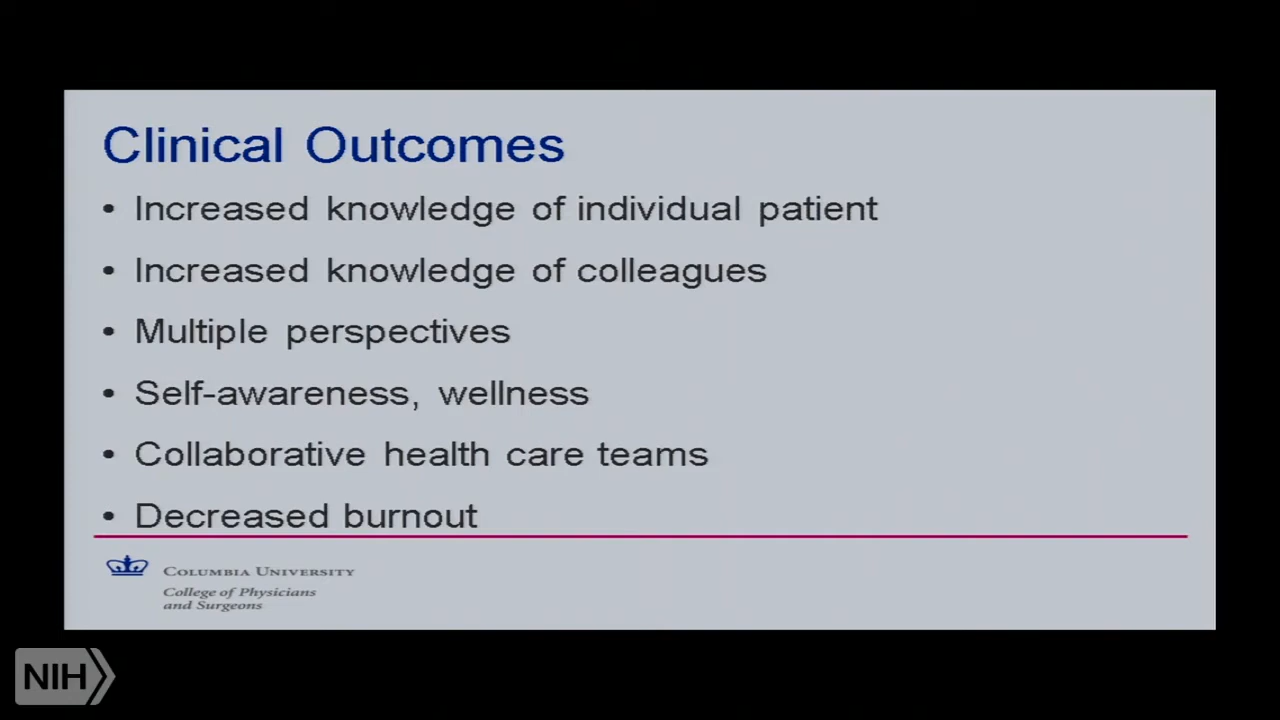 Clinical Outcomes
• Increased knowledge of individual patient
• Increased knowledge of colleagues
• Multiple perspectives
• Self-awareness, wellness
• Collaborative health care teams
• Decreased burnout
COLUMBIA UNIVERSITY
College of Physicians
and Surgeons
NIH